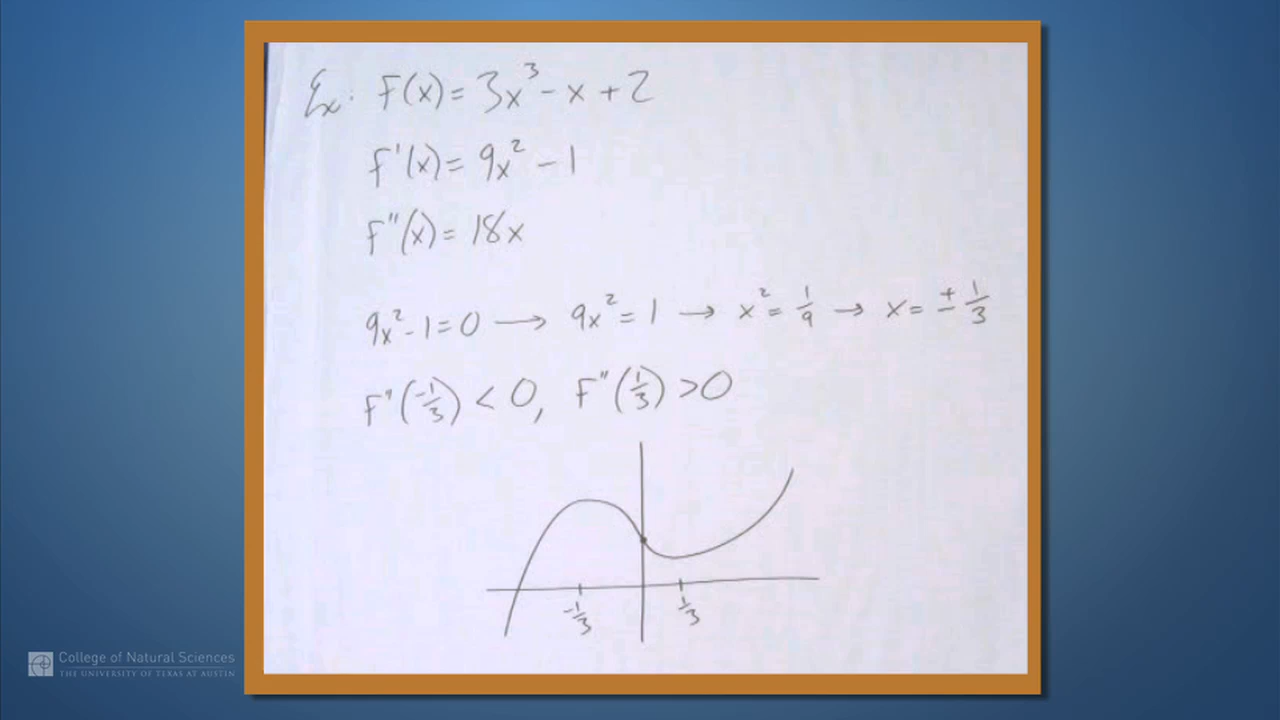 Ex: f(x) = 3x³ - x + 2
f'(x) = 9x² - 1
f''(x) = 18x
9x² - 1 = 0 → 9x² = 1 → x² = 1/9 → x = ± 1/3
f''(-1/3) < 0, f''(1/3) > 0
-1/3 1/3
College of Natural Sciences
THE UNIVERSITY OF TEXAS AT AUSTIN